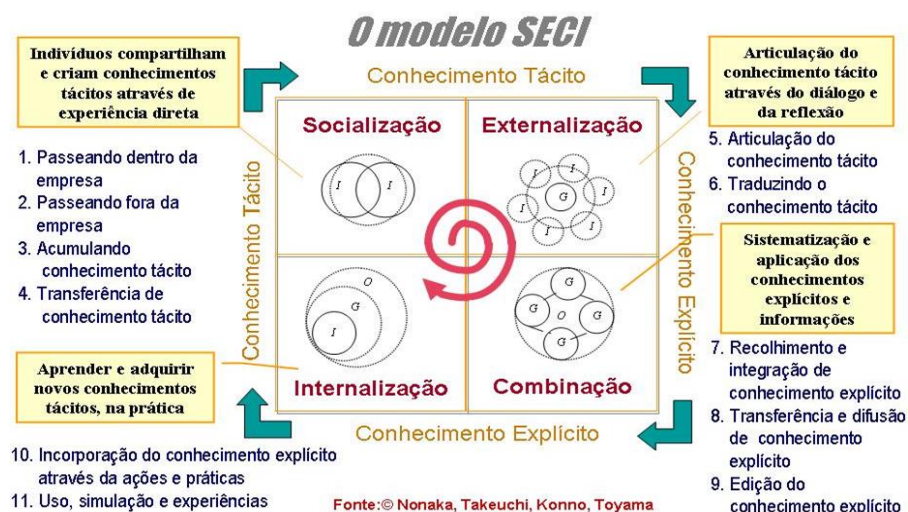 O modelo SECI
Indivíduos compartilham
e criam conhecimentos
tácitos através de
experiência direta
Conhecimento Tácito
Articulação do
conhecimento tácito
através do diálogo e
da reflexão
Socialização
Externalização
1. Passeando dentro da
empresa
2. Passeando fora da
empresa
3. Acumulando
conhecimento tácito
4. Transferência de
conhecimento tácito
Conhecimento Tácito
I
I
I
I
I
I
I
I
I
G
Conhecimento Explícito
5. Articulação do
conhecimento tácito
6. Traduzindo o
conhecimento tácito
Sistematização e
aplicação dos
conhecimentos
explícitos e
informações
O
G
I
G
G
O
G
G
Aprender e adquirir
novos conhecimentos
tácitos, na prática
Internalização
Combinação
7. Recolhimento e
integração de
conhecimento explícito
8. Transferência e difusão
de conhecimento
explícito
9. Edição do
conhecimento explícito
Conhecimento Explícito
10. Incorporação do conhecimento explícito
através da ações e práticas
11. Uso, simulação e experiências
Fonte:© Nonaka, Takeuchi, Konno, Toyama